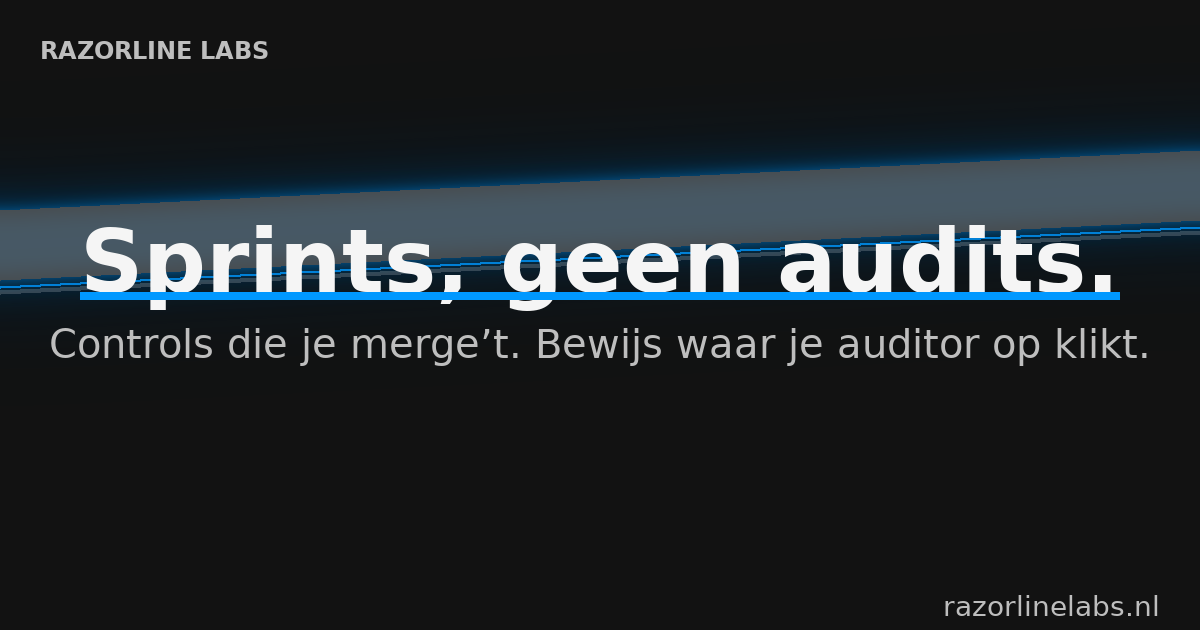 RAZORLINE LABS
Sprints, geen audits.
Controls die je merge’t. Bewijs waar je auditor op klikt.
razorlinelabs.nl